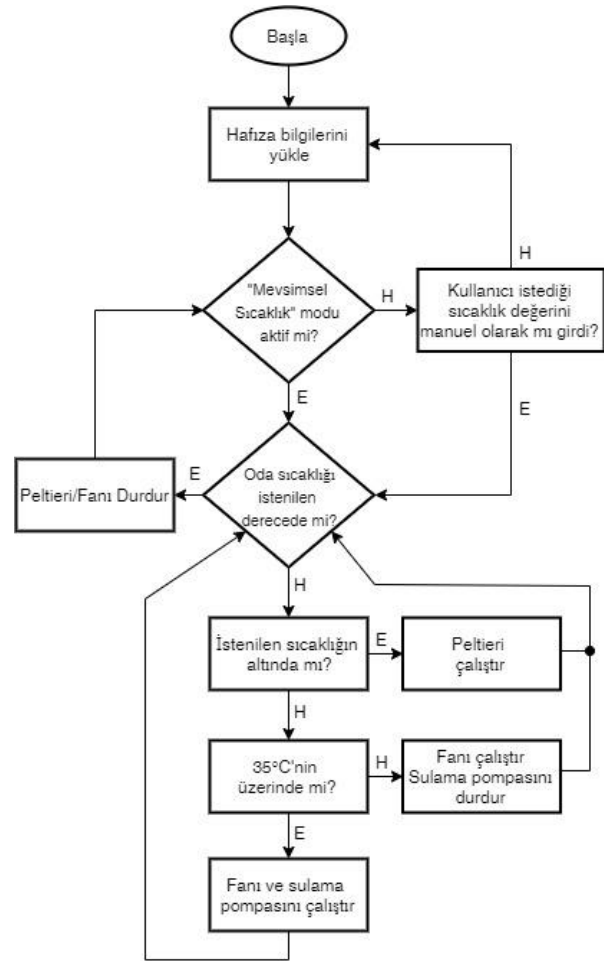 Başla
Hafıza bilgilerini
yükle
"Mevsimsel
Sıcaklık" modu
aktif mi?
H
H
Kullanıcı istediği
sıcaklık değerini
manuel olarak mı girdi?
E
E
Peltieri/Fanı Durdur
E
Oda sıcaklığı
istenilen
derecede mi?
H
İstenilen sıcaklığın
altında mı?
E
Peltieri
çalıştır
H
35°C'nin
üzerinde mi?
H
Fanı çalıştır
Sulama pompasını
durdur
E
Fanı ve sulama
pompasını çalıştır